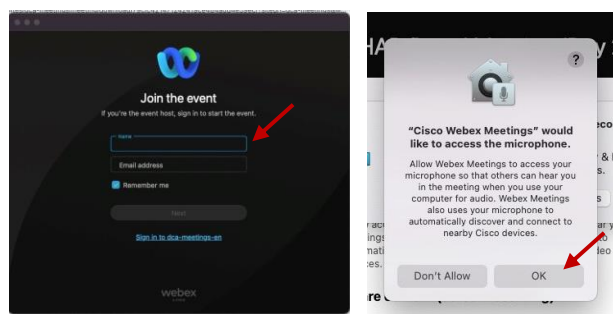 Join the event
If you're the event host, sign in to start the event.
Name
Email address
Remember me
Next
Sign in to dca-meetings-en
webex
?
"Cisco Webex Meetings" would
like to access the microphone.
Allow Webex Meetings to access your
microphone so that others can hear you
in the meeting when you use your
computer for audio. Webex Meetings
also uses your microphone to
automatically discover and connect to
nearby Cisco devices.
Don't Allow
OK